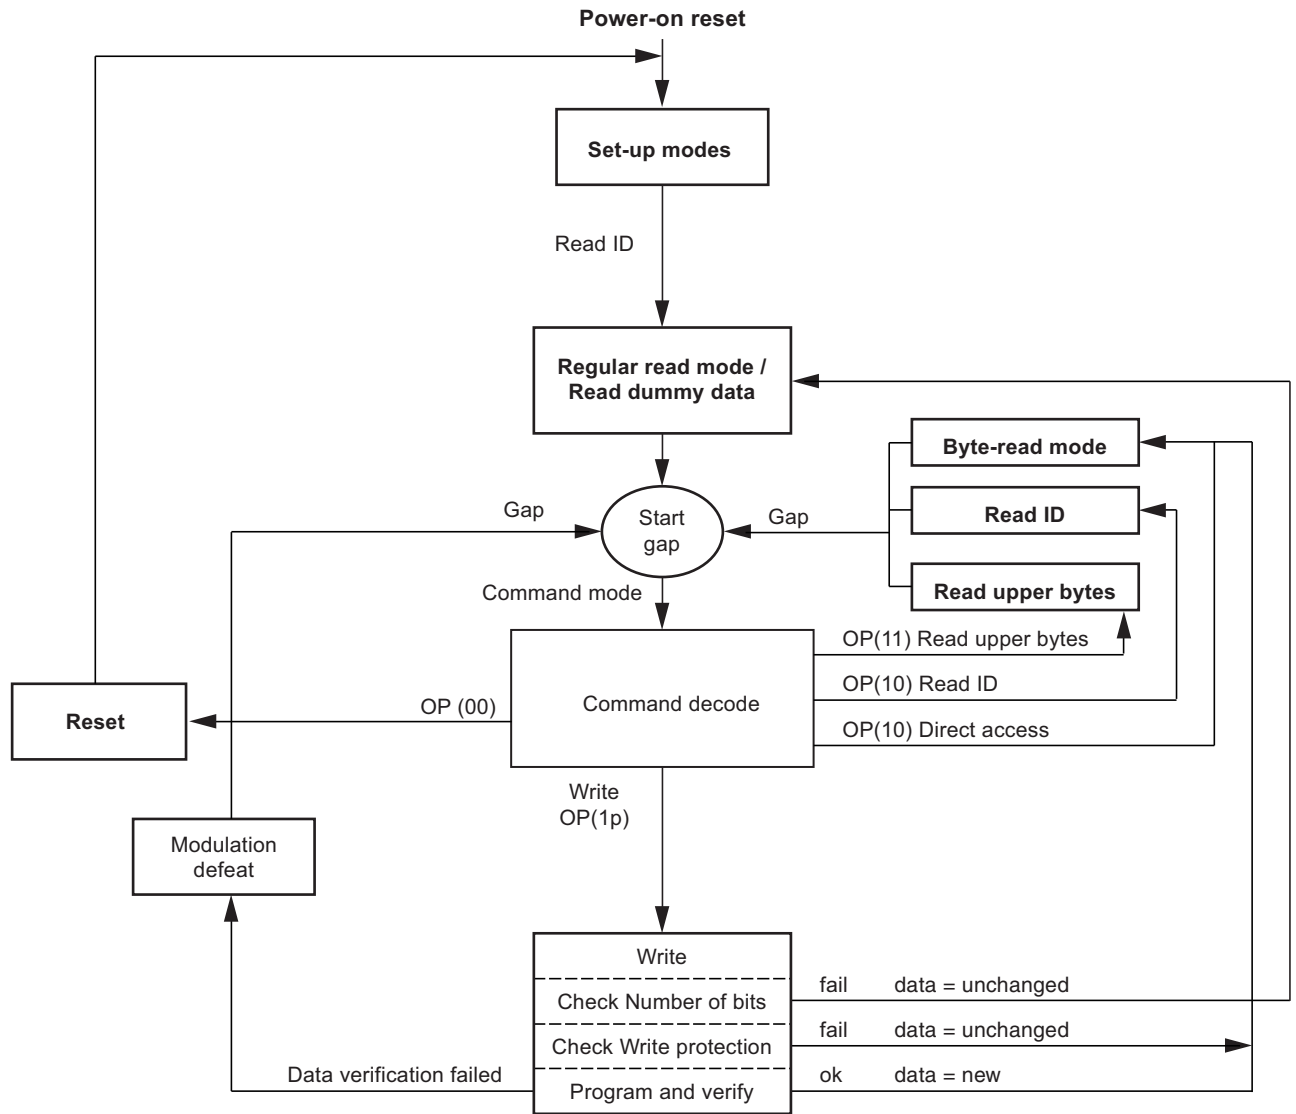 Power-on reset
Set-up modes
Read ID
Regular read mode /
Read dummy data
Byte-read mode
Gap
Start
gap
Gap
Read ID
Command mode
Read upper bytes
OP(11) Read upper bytes
OP(10) Read ID
Command decode
OP (00)
Reset
OP(10) Direct access
Write
OP(1p)
Modulation
defeat
Write
Check Number of bits
fail data = unchanged
Check Write protection
fail data = unchanged
Data verification failed
Program and verify
ok data = new